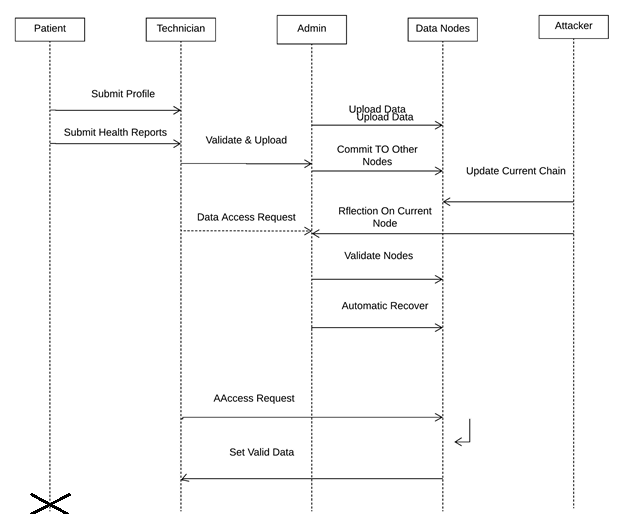 Patient
Technician
Admin
Data Nodes
Attacker
Submit Profile
Upload Data
Upload Data
Submit Health Reports
Validate & Upload
Commit TO Other
Nodes
Update Current Chain
Data Access Request
Rflection On Current
Node
Validate Nodes
Automatic Recover
AAccess Request
Set Valid Data